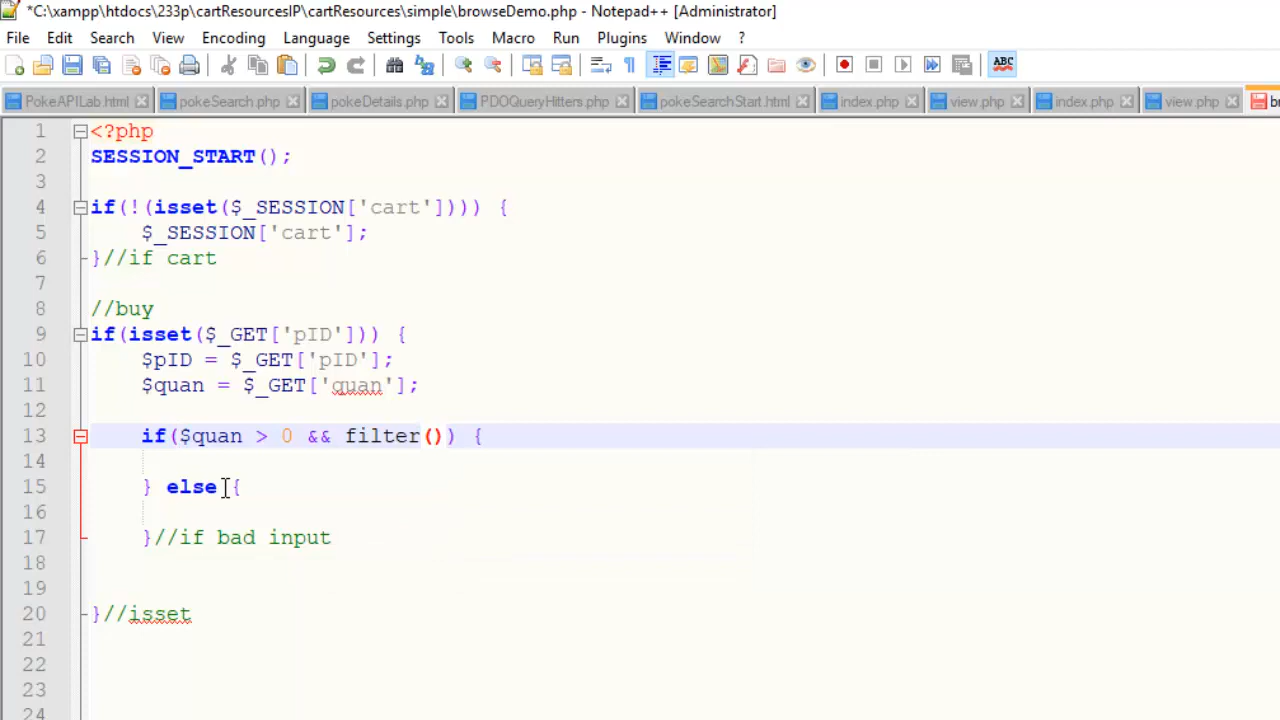 *C:\xampp\htdocs\233p\cartResourcesIP\cartResources\simple\browseDemo.php - Notepad++ [Administrator]
File Edit Search View Encoding Language Settings Tools Macro Run Plugins Window ?
ABC
PokeAPILab.html pokeSearch.php pokeDetails.php PDOQueryHitters.php pokeSearchStart.html index.php view.php index.php view.php br
1 <?php
2 SESSION_START();
3
4 if(!(isset($_SESSION['cart']))) {
5 $_SESSION['cart'];
6 }//if cart
7
8 //buy
9 if(isset($_GET['pID'])) {
10 $pID = $_GET['pID'];
11 $quan = $_GET['quan'];
12
13 if($quan > 0 && filter()) {
14
15 } else {
16
17 }//if bad input
18
19
20 }//isset
21
22
23
24